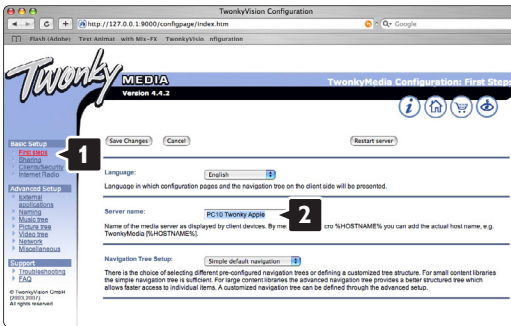 TwonkyVision Configuration
http://127.0.0.1:9000/configpage/index.htm
Google
Flash (Adobe) Text Animat with Mix-FX TwonkyVisio nfiguration
Twonky
MEDIA
Version 4.4.2
TwonkyMedia Configuration: First Steps
Basic Setup
First steps
Sharing
Clients/Security
Internet Radio
Advanced Setup
External
applications
Naming
Music tree
Picture tree
Video tree
Network
Miscellaneous
Support
Troubleshooting
FAQ
© TwonkyVision GmbH
(2003,2007)
All rights reserved
1
Save Changes Cancel Restart server
Language: English
Language in which configuration pages and the navigation tree on the client side will be presented.
Server name: PC10 Twonky Apple
2
Name of the media server as displayed by client devices. By me cro %HOSTNAME% you can add the actual host name, e.g.
TwonkyMedia [%HOSTNAME%].
Navigation Tree Setup: Simple default navigation
There is the choice of selecting different pre-configured navigation trees or defining a customized tree structure. For small content libraries
the simple navigation tree is sufficient. For large content libraries the advanced navigation tree provides a better structured tree which
allows faster access to individual items. A customized navigation tree can be defined through the advanced setup.